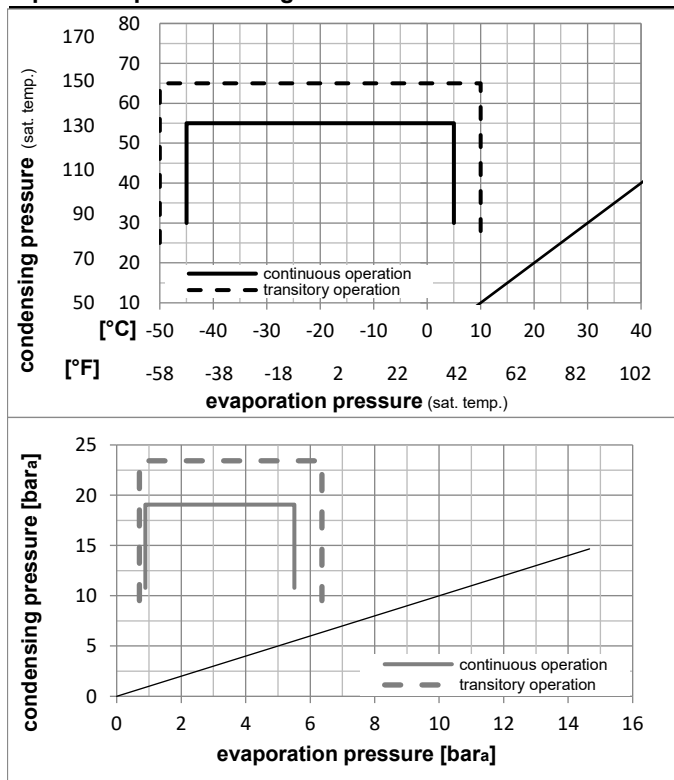 170 80
150 70
130 60
50
110 40
90 30
70 20
50 10
condensing pressure (sat. temp.)
continuous operation
transitory operation
[°C] -50 -40 -30 -20 -10 0 10 20 30 40
[°F] -58 -38 -18 2 22 42 62 82 102
evaporation pressure (sat. temp.)
25
20
15
10
5
0
condensing pressure [bara]
continuous operation
transitory operation
0 2 4 6 8 10 12 14 16
evaporation pressure [bara]